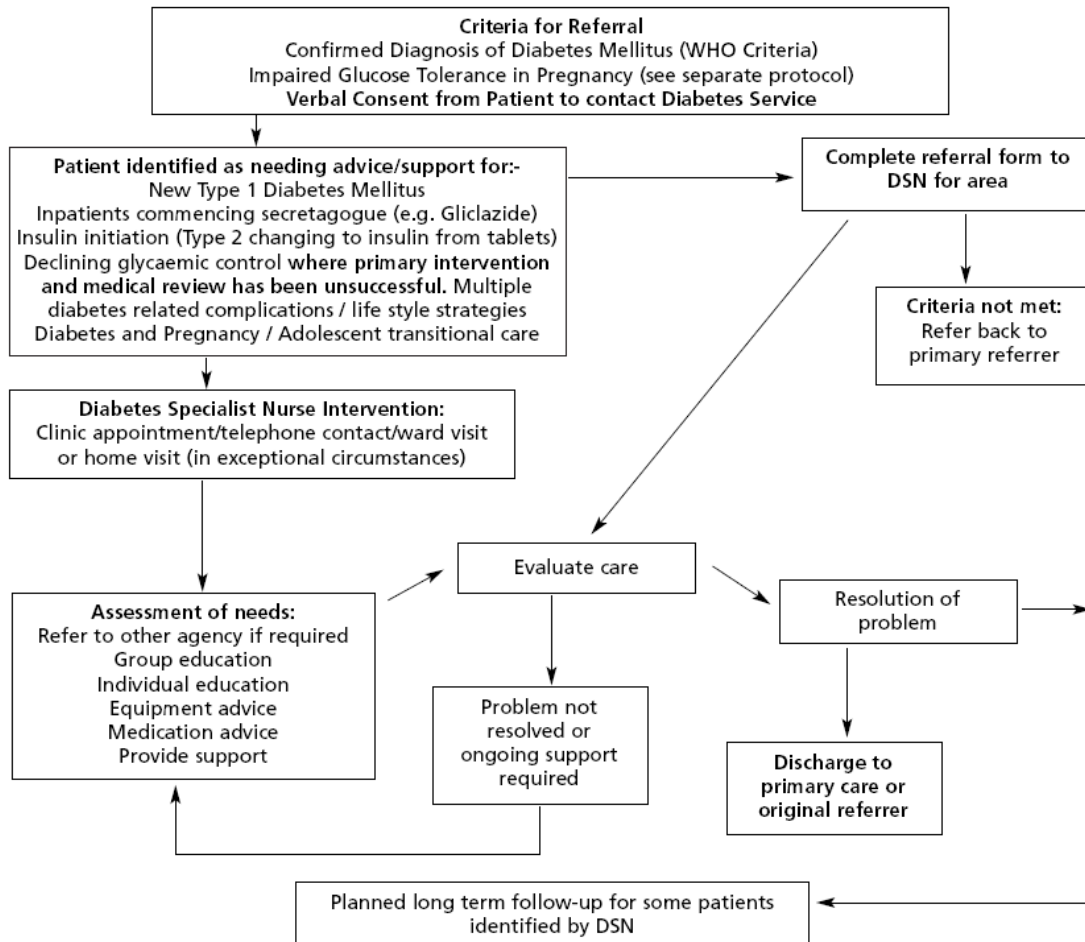 Criteria for Referral
Confirmed Diagnosis of Diabetes Mellitus (WHO Criteria)
Impaired Glucose Tolerance in Pregnancy (see separate protocol)
Verbal Consent from Patient to contact Diabetes Service
Patient identified as needing advice/support for:-
New Type 1 Diabetes Mellitus
Inpatients commencing secretagogue (e.g. Gliclazide)
Insulin initiation (Type 2 changing to insulin from tablets)
Declining glycaemic control where primary intervention
and medical review has been unsuccessful. Multiple
diabetes related complications / life style strategies
Diabetes and Pregnancy / Adolescent transitional care
Complete referral form to
DSN for area
Criteria not met:
Refer back to
primary referrer
Diabetes Specialist Nurse Intervention:
Clinic appointment/telephone contact/ward visit
or home visit (in exceptional circumstances)
Evaluate care
Assessment of needs:
Refer to other agency if required
Group education
Individual education
Equipment advice
Medication advice
Provide support
Resolution of
problem
Problem not
resolved or
ongoing support
required
Discharge to
primary care or
original referrer
Planned long term follow-up for some patients
identified by DSN